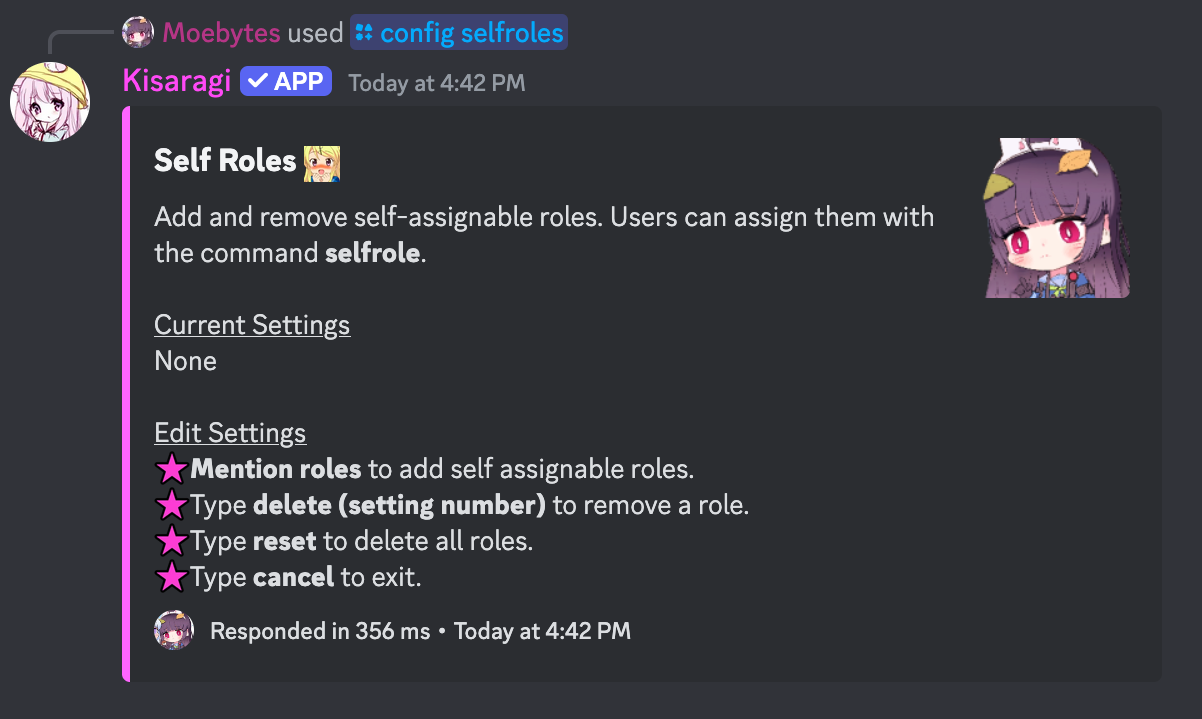 Moebytes used config selfroles
Kisaragi APP Today at 4:42 PM
Self Roles
Add and remove self-assignable roles. Users can assign them with
the command selfrole.
Current Settings
None
Edit Settings
Mention roles to add self assignable roles.
Type delete (setting number) to remove a role.
Type reset to delete all roles.
Type cancel to exit.
Responded in 356 ms • Today at 4:42 PM